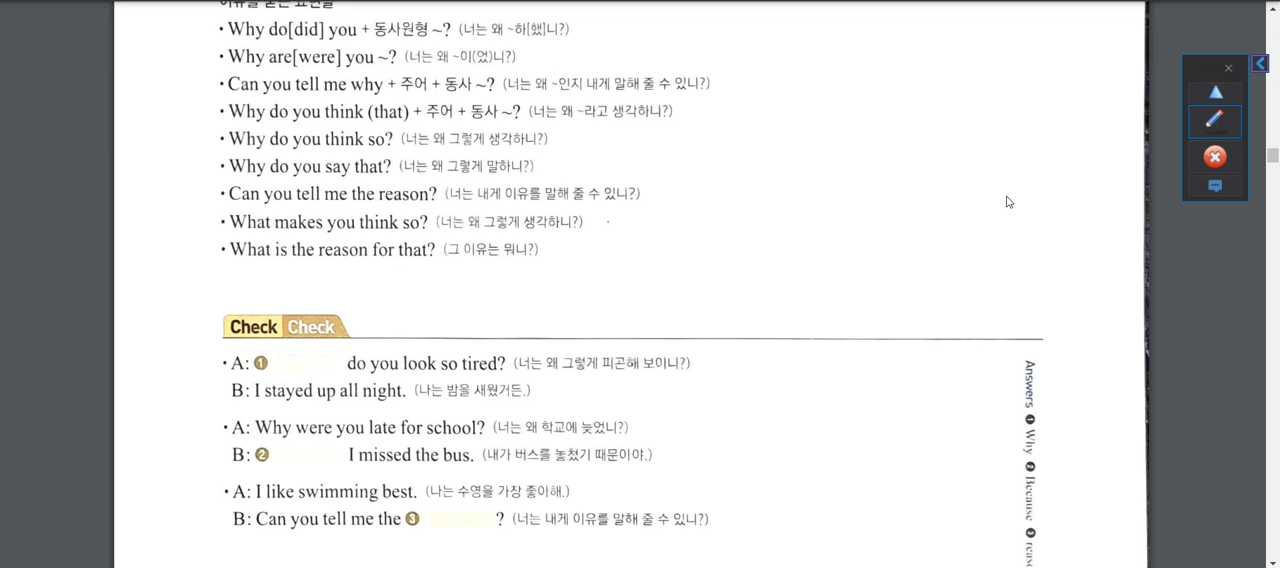 이유를 묻는 표현들
• Why do[did] you + 동사원형 ~? (너는 왜 ~하[했]니?)
• Why are[were] you ~? (너는 왜 ~이(었)니?)
• Can you tell me why + 주어 + 동사 ~? (너는 왜 ~인지 내게 말해 줄 수 있니?)
• Why do you think (that) + 주어 + 동사 ~? (너는 왜 ~라고 생각하니?)
• Why do you think so? (너는 왜 그렇게 생각하니?)
• Why do you say that? (너는 왜 그렇게 말하니?)
• Can you tell me the reason? (너는 내게 이유를 말해 줄 수 있니?)
• What makes you think so? (너는 왜 그렇게 생각하니?)
• What is the reason for that? (그 이유는 뭐니?)
Check Check
• A: ❶ do you look so tired? (너는 왜 그렇게 피곤해 보이니?)
B: I stayed up all night. (나는 밤을 새웠거든.)
• A: Why were you late for school? (너는 왜 학교에 늦었니?)
B: ❷ I missed the bus. (내가 버스를 놓쳤기 때문이야.)
• A: I like swimming best. (나는 수영을 가장 좋아해.)
B: Can you tell me the ❸ ? (너는 내게 이유를 말해 줄 수 있니?)
Answers ❶ Why ❷ Because ❸ reas